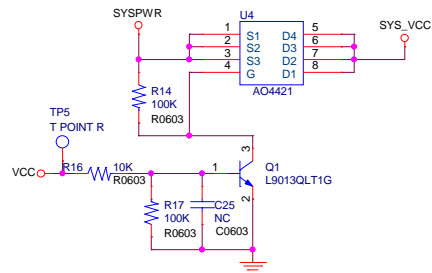 SYSPWR
U4
1 S1 D4 5
2 S2 D3 6
3 S3 D2 7
4 G D1 8
AO4421
SYS_VCC
R14
100K
R0603
TP5
T POINT R
VCC
R16 10K
R0603
1
3
2
Q1
L9013QLT1G
R17
100K
R0603
C25
NC
C0603